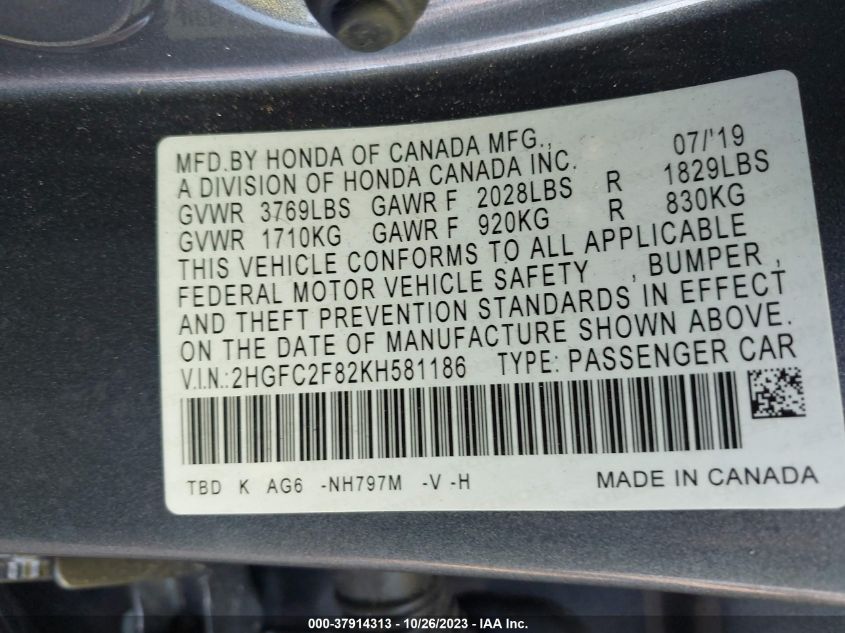 MFD.BY HONDA OF CANADA MFG., 07/'19
A DIVISION OF HONDA CANADA INC.
GVWR 3769LBS GAWR F 2028LBS R 1829LBS
GVWR 1710KG GAWR F 920KG R 830KG
THIS VEHICLE CONFORMS TO ALL APPLICABLE
FEDERAL MOTOR VEHICLE SAFETY , BUMPER ,
AND THEFT PREVENTION STANDARDS IN EFFECT
ON THE DATE OF MANUFACTURE SHOWN ABOVE.
V.I.N.:2HGFC2F82KH581186 TYPE: PASSENGER CAR
TBD K AG6 -NH797M -V -H MADE IN CANADA
000-37914313 - 10/26/2023 - IAA Inc.